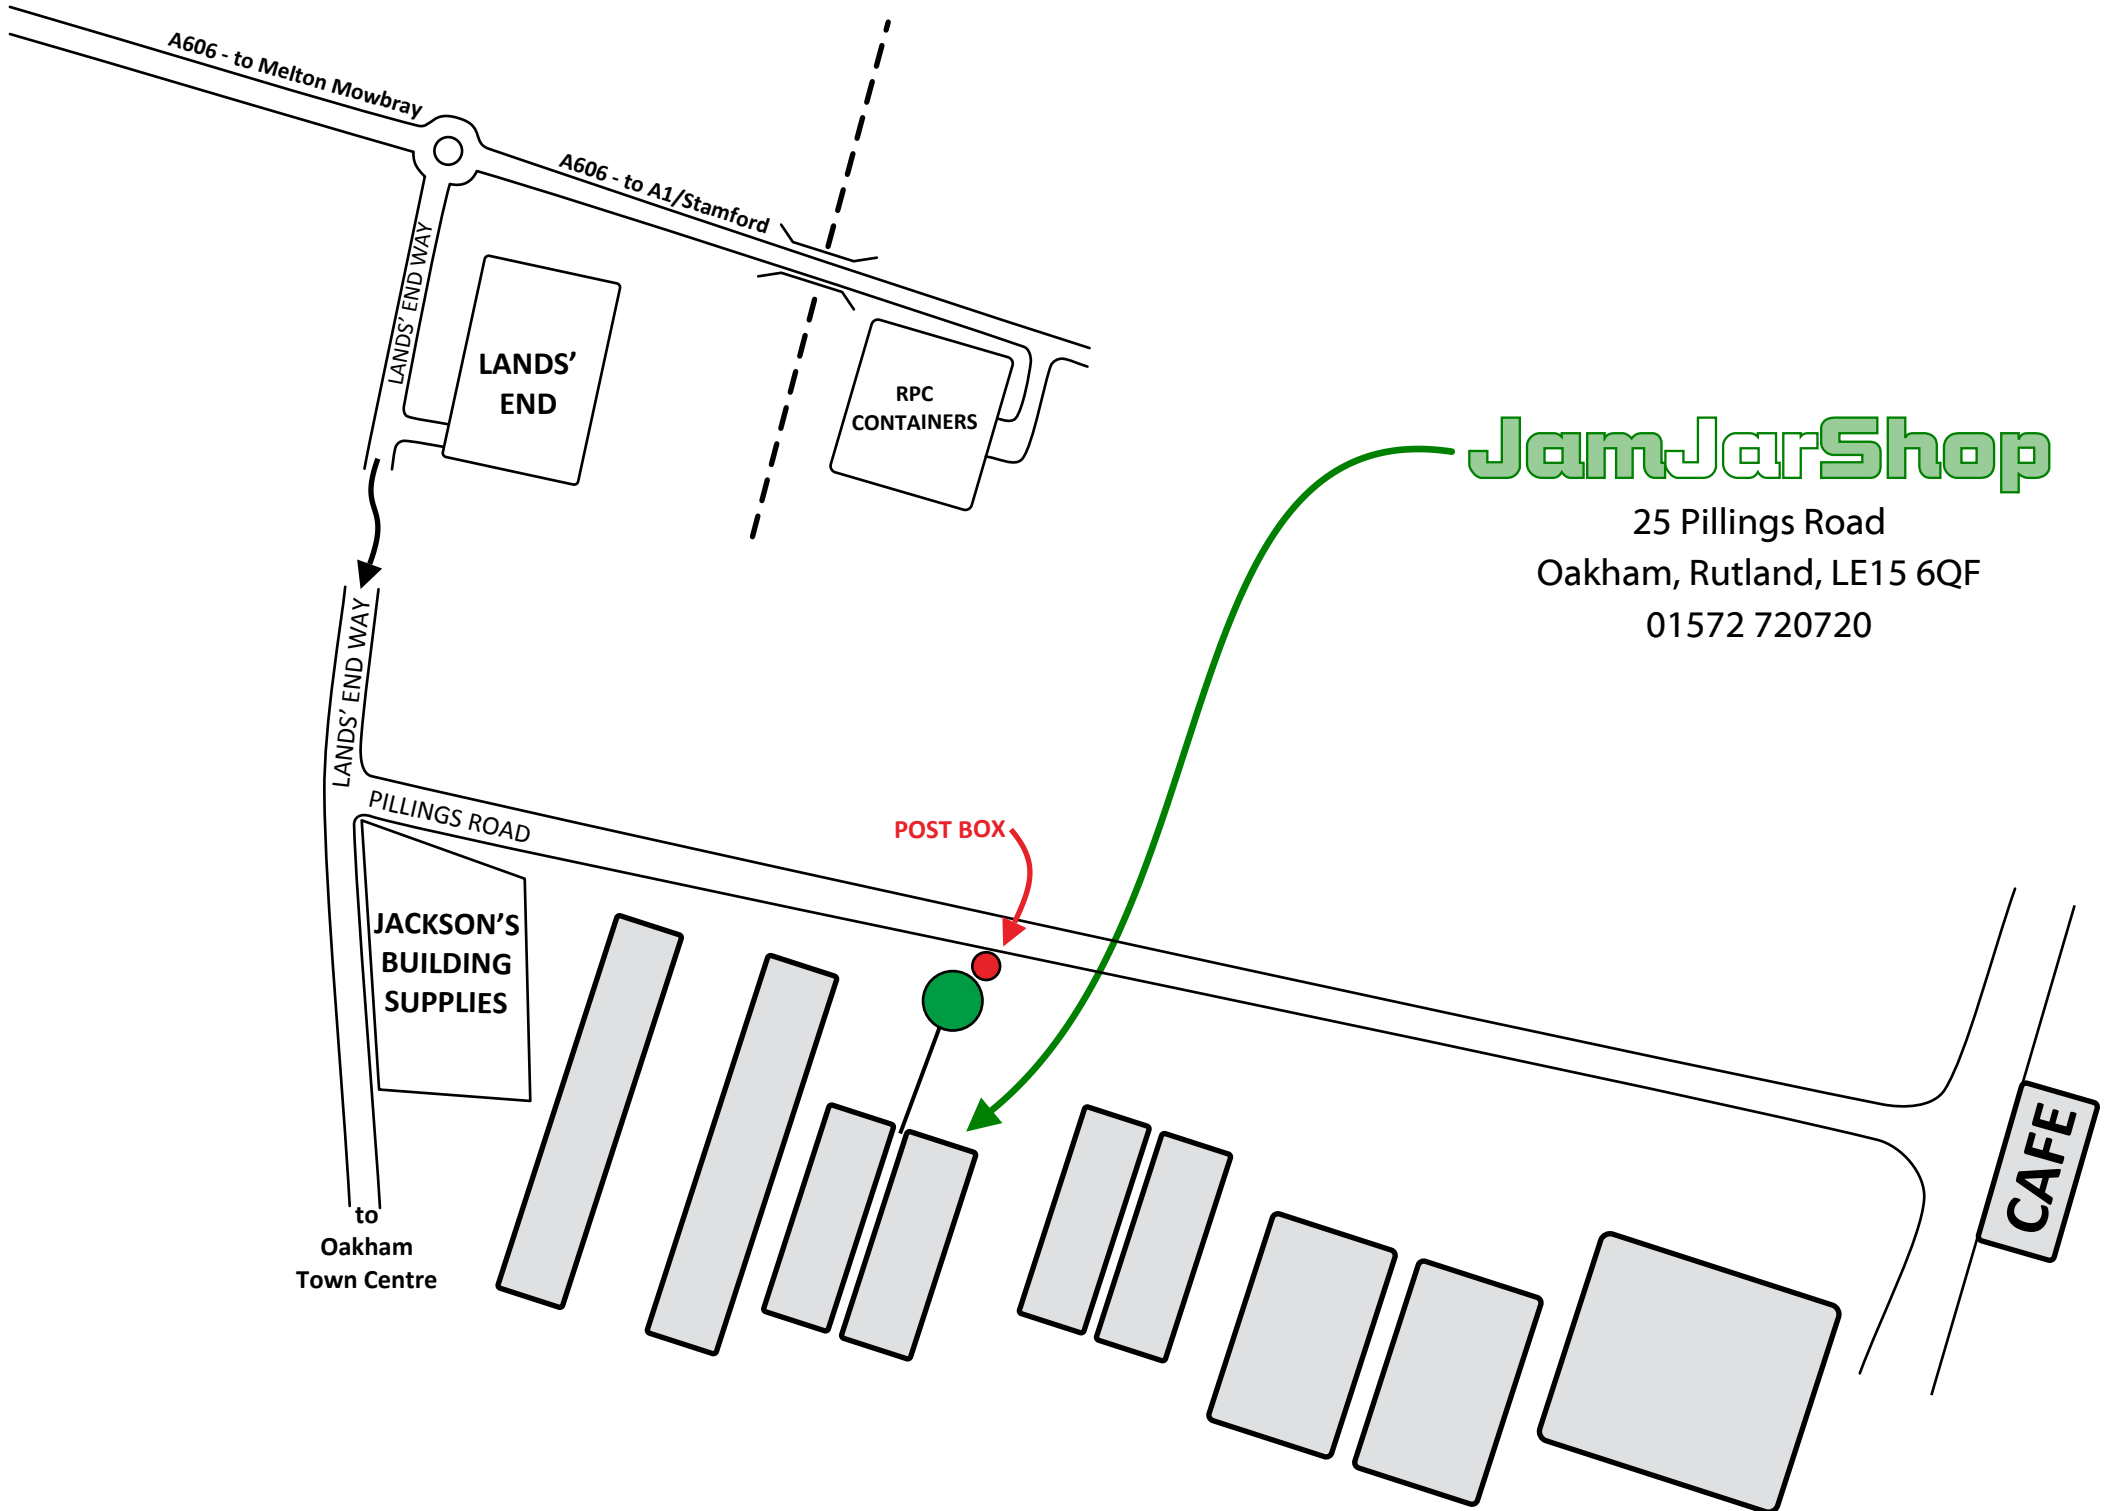 A606 - to Melton Mowbray
A606 - to A1/Stamford
LANDS’ END WAY
LANDS’
END
RPC
CONTAINERS
JamJarShop
25 Pillings Road
Oakham, Rutland, LE15 6QF
01572 720720
LANDS’ END WAY
PILLINGS ROAD
POST BOX
JACKSON’S
BUILDING
SUPPLIES
CAFE
to
Oakham
Town Centre